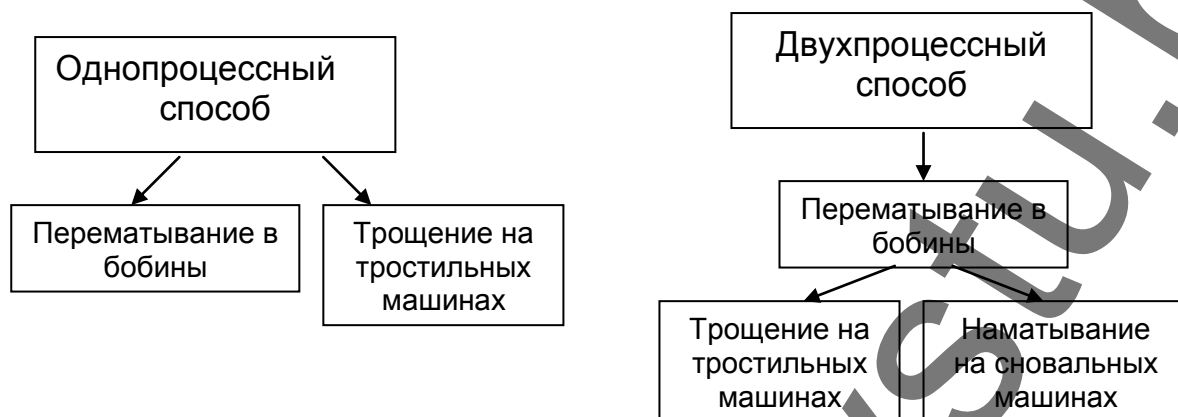 Однопроцессный
способ
Перематывание в
бобины
Трощение на
тростильных
машинах
Двухпроцессный
способ
Перематывание в
бобины
Трощение на
тростильных
машинах
Наматывание
на сновальных
машинах